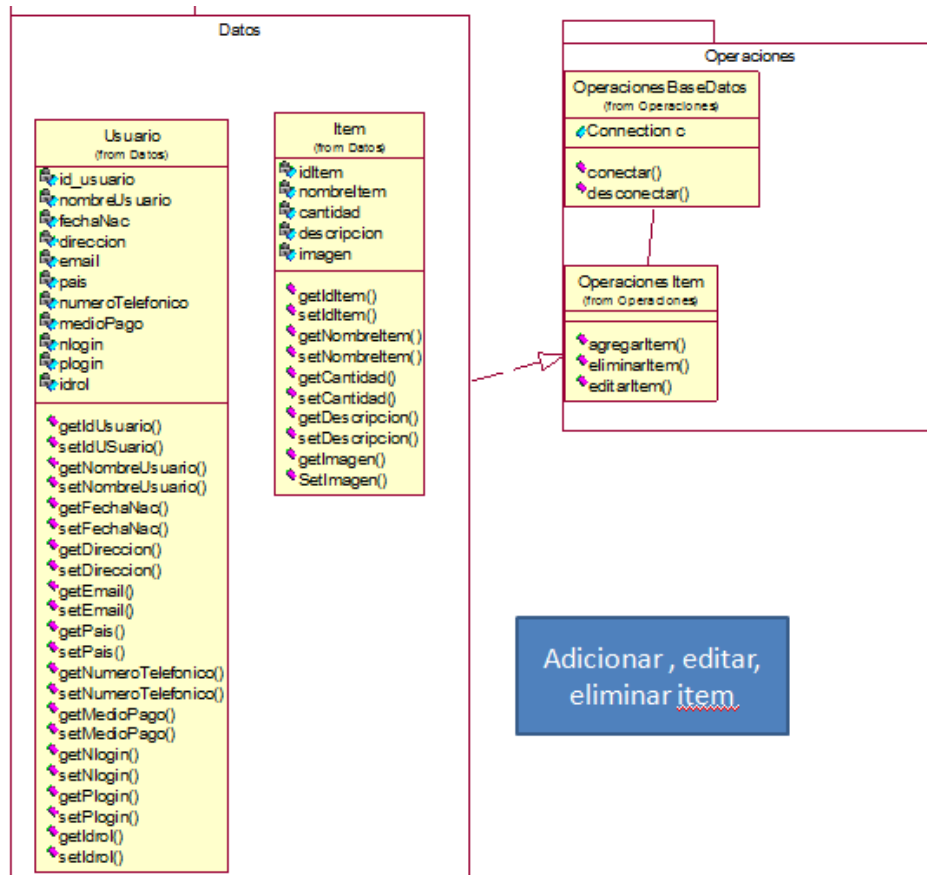 Datos
Usuario
(from Datos)
id_usuario
nombreUsuario
fechaNac
direccion
email
pais
numeroTelefonico
medioPago
nlogin
plogin
idrol
getIdUsuario()
setIdUSuario()
getNombreUsuario()
setNombreUsuario()
getFechaNac()
setFechaNac()
getDireccion()
setDireccion()
getEmail()
setEmail()
getPais()
setPais()
getNumeroTelefonico()
setNumeroTelefonico()
getMedioPago()
setMedioPago()
getNlogin()
setNlogin()
getPlogin()
setPlogin()
getIdrol()
setIdrol()
Item
(from Datos)
idItem
nombreItem
cantidad
descripcion
imagen
getIdItem()
setIdItem()
getNombreItem()
setNombreItem()
getCantidad()
setCantidad()
getDescripcion()
setDescripcion()
getImagen()
SetImagen()
Operaciones
OperacionesBaseDatos
(from Operaciones)
Connection c
conectar()
desconectar()
OperacionesItem
(from Operaciones)
agregarItem()
eliminarItem()
editarItem()
Adicionar , editar,
eliminar item